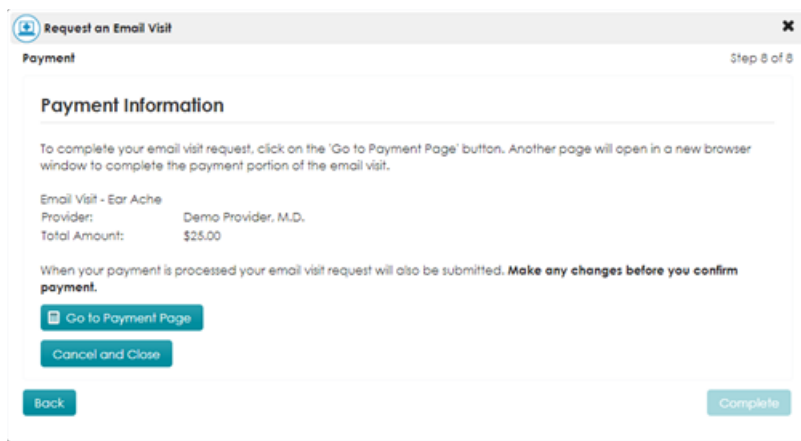 Request an Email Visit
Payment
Step 8 of 8
Payment Information
To complete your email visit request, click on the 'Go to Payment Page' button. Another page will open in a new browser
window to complete the payment portion of the email visit.
Email Visit - Ear Ache
Provider: Demo Provider, M.D.
Total Amount: $25.00
When your payment is processed your email visit request will also be submitted. Make any changes before you confirm
payment.
Go to Payment Page
Cancel and Close
Back
Complete